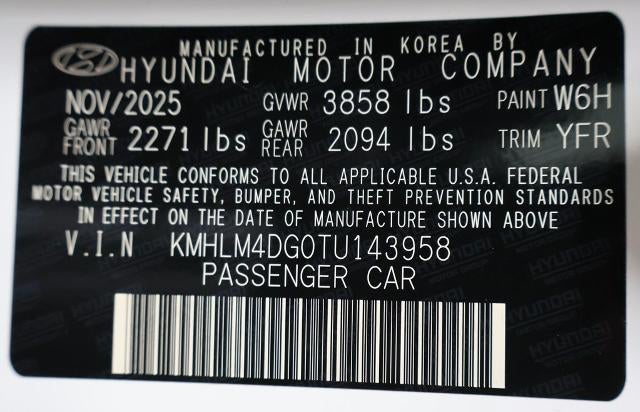 MANUFACTURED IN KOREA BY
HYUNDAI MOTOR COMPANY
NOV/2025 GVWR 3858 lbs PAINT W6H
GAWR FRONT 2271 lbs GAWR REAR 2094 lbs TRIM YFR
THIS VEHICLE CONFORMS TO ALL APPLICABLE U.S.A. FEDERAL
MOTOR VEHICLE SAFETY, BUMPER, AND THEFT PREVENTION STANDARDS
IN EFFECT ON THE DATE OF MANUFACTURE SHOWN ABOVE
V.I.N KMHLM4DG0TU143958
PASSENGER CAR